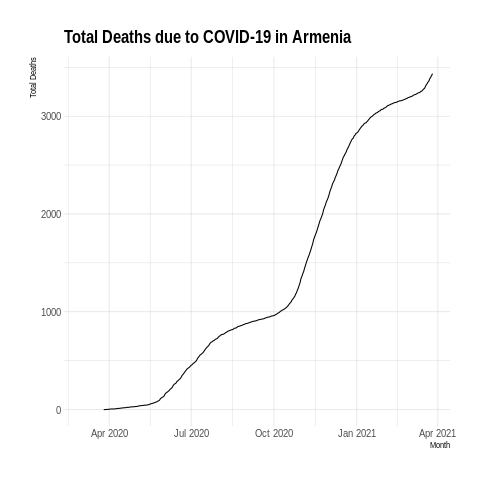 Total Deaths due to COVID-19 in Armenia
Total Deaths
3000
2000
1000
0
Apr 2020 Jul 2020 Oct 2020 Jan 2021 Apr 2021
Month